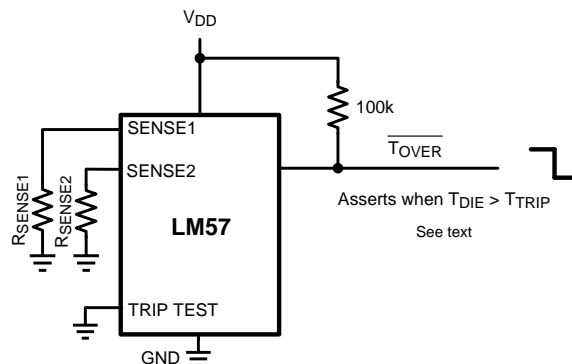 VDD
100k
SENSE1
TOVER
SENSE2
RSENSE1
RSENSE2
Asserts when TDIE > TTRIP
See text
LM57
TRIP TEST
GND